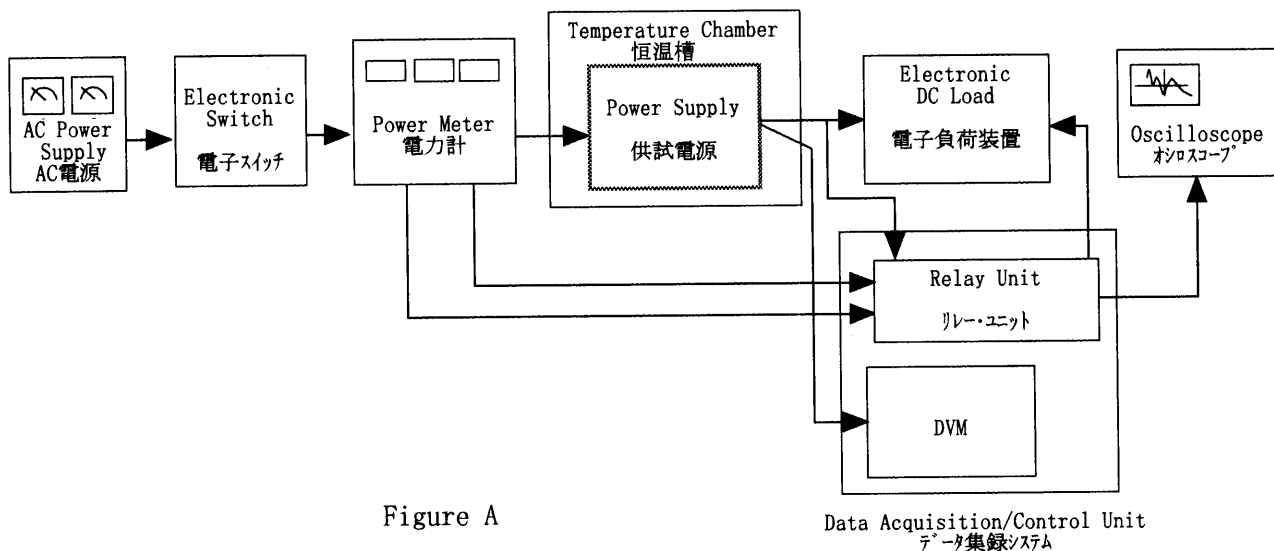 AC Power
Supply
AC電源
Electronic
Switch
電子スイッチ
Power Meter
電力計
Temperature Chamber
恒温槽
Power Supply
供試電源
Electronic
DC Load
電子負荷装置
Oscilloscope
オシロスコープ
Relay Unit
リレー・ユニット
DVM
Figure A
Data Acquisition/Control Unit
データ集録システム